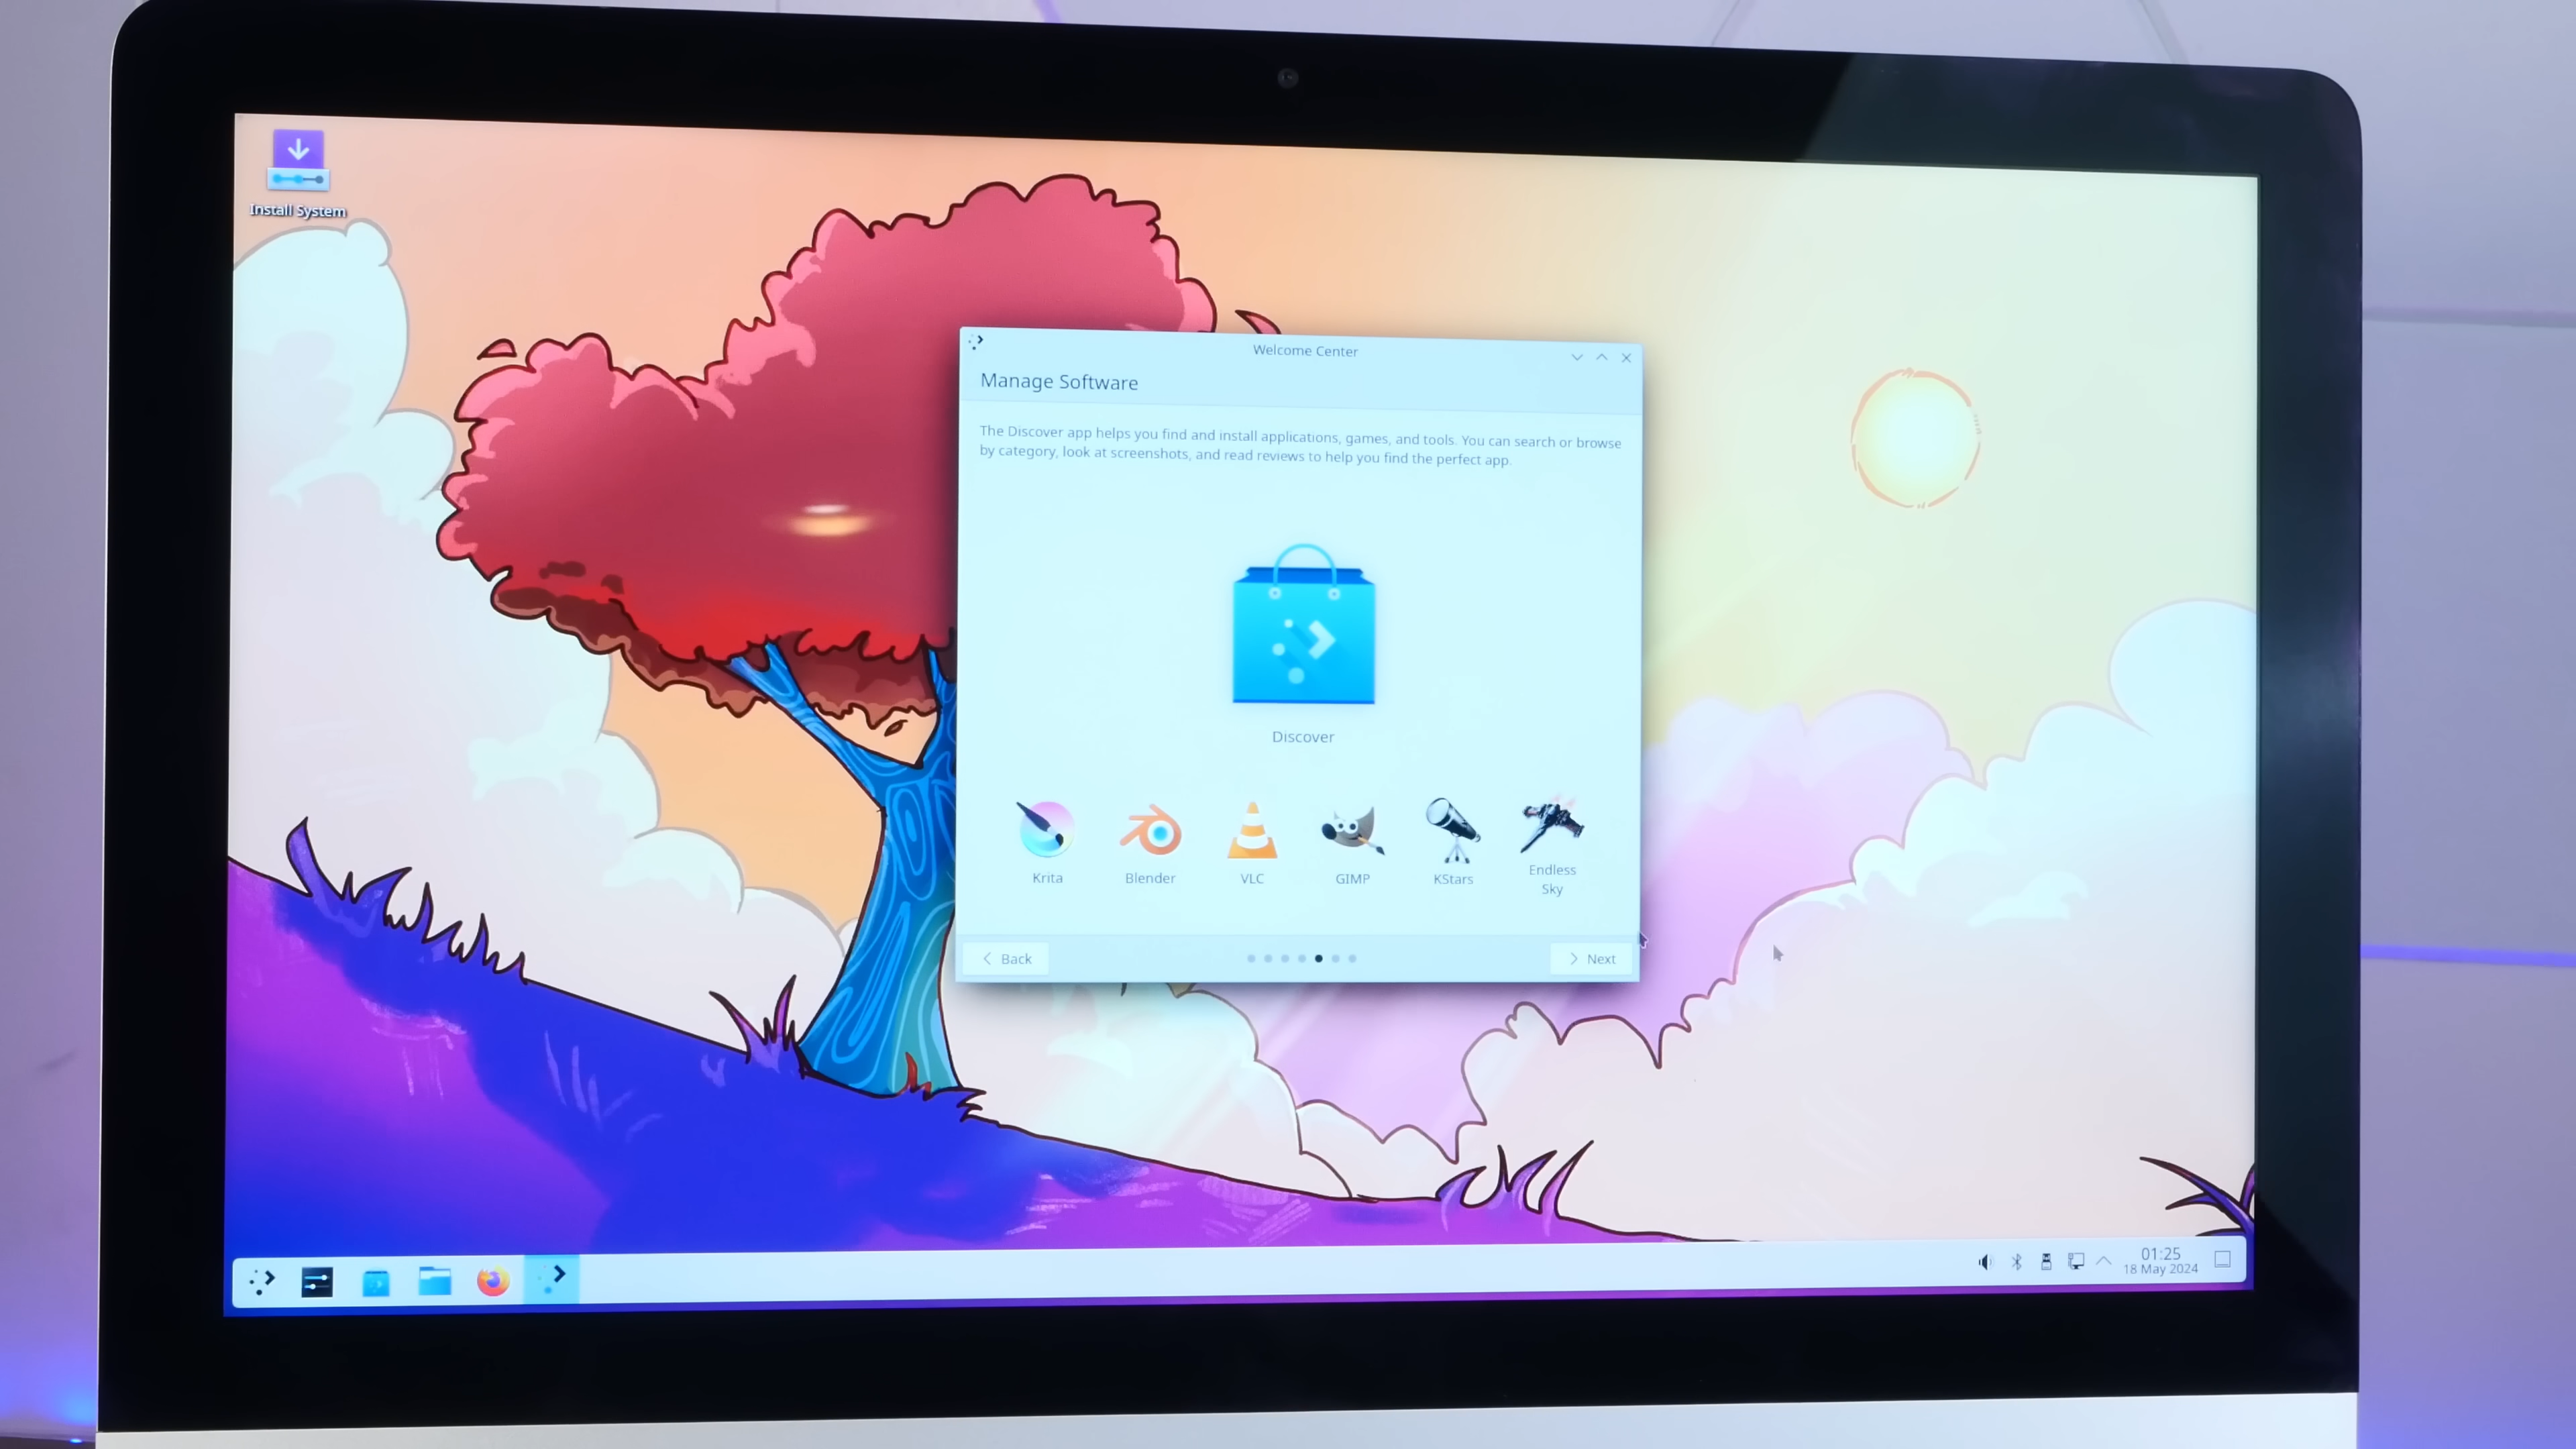 Install System
Welcome Center
Manage Software
The Discover app helps you find and install applications, games, and tools. You can search or browse
by category, look at screenshots, and read reviews to help you find the perfect app.
Discover
Krita
Blender
VLC
GIMP
KStars
Endless
Sky
Back
Next
01:25
18 May 2024